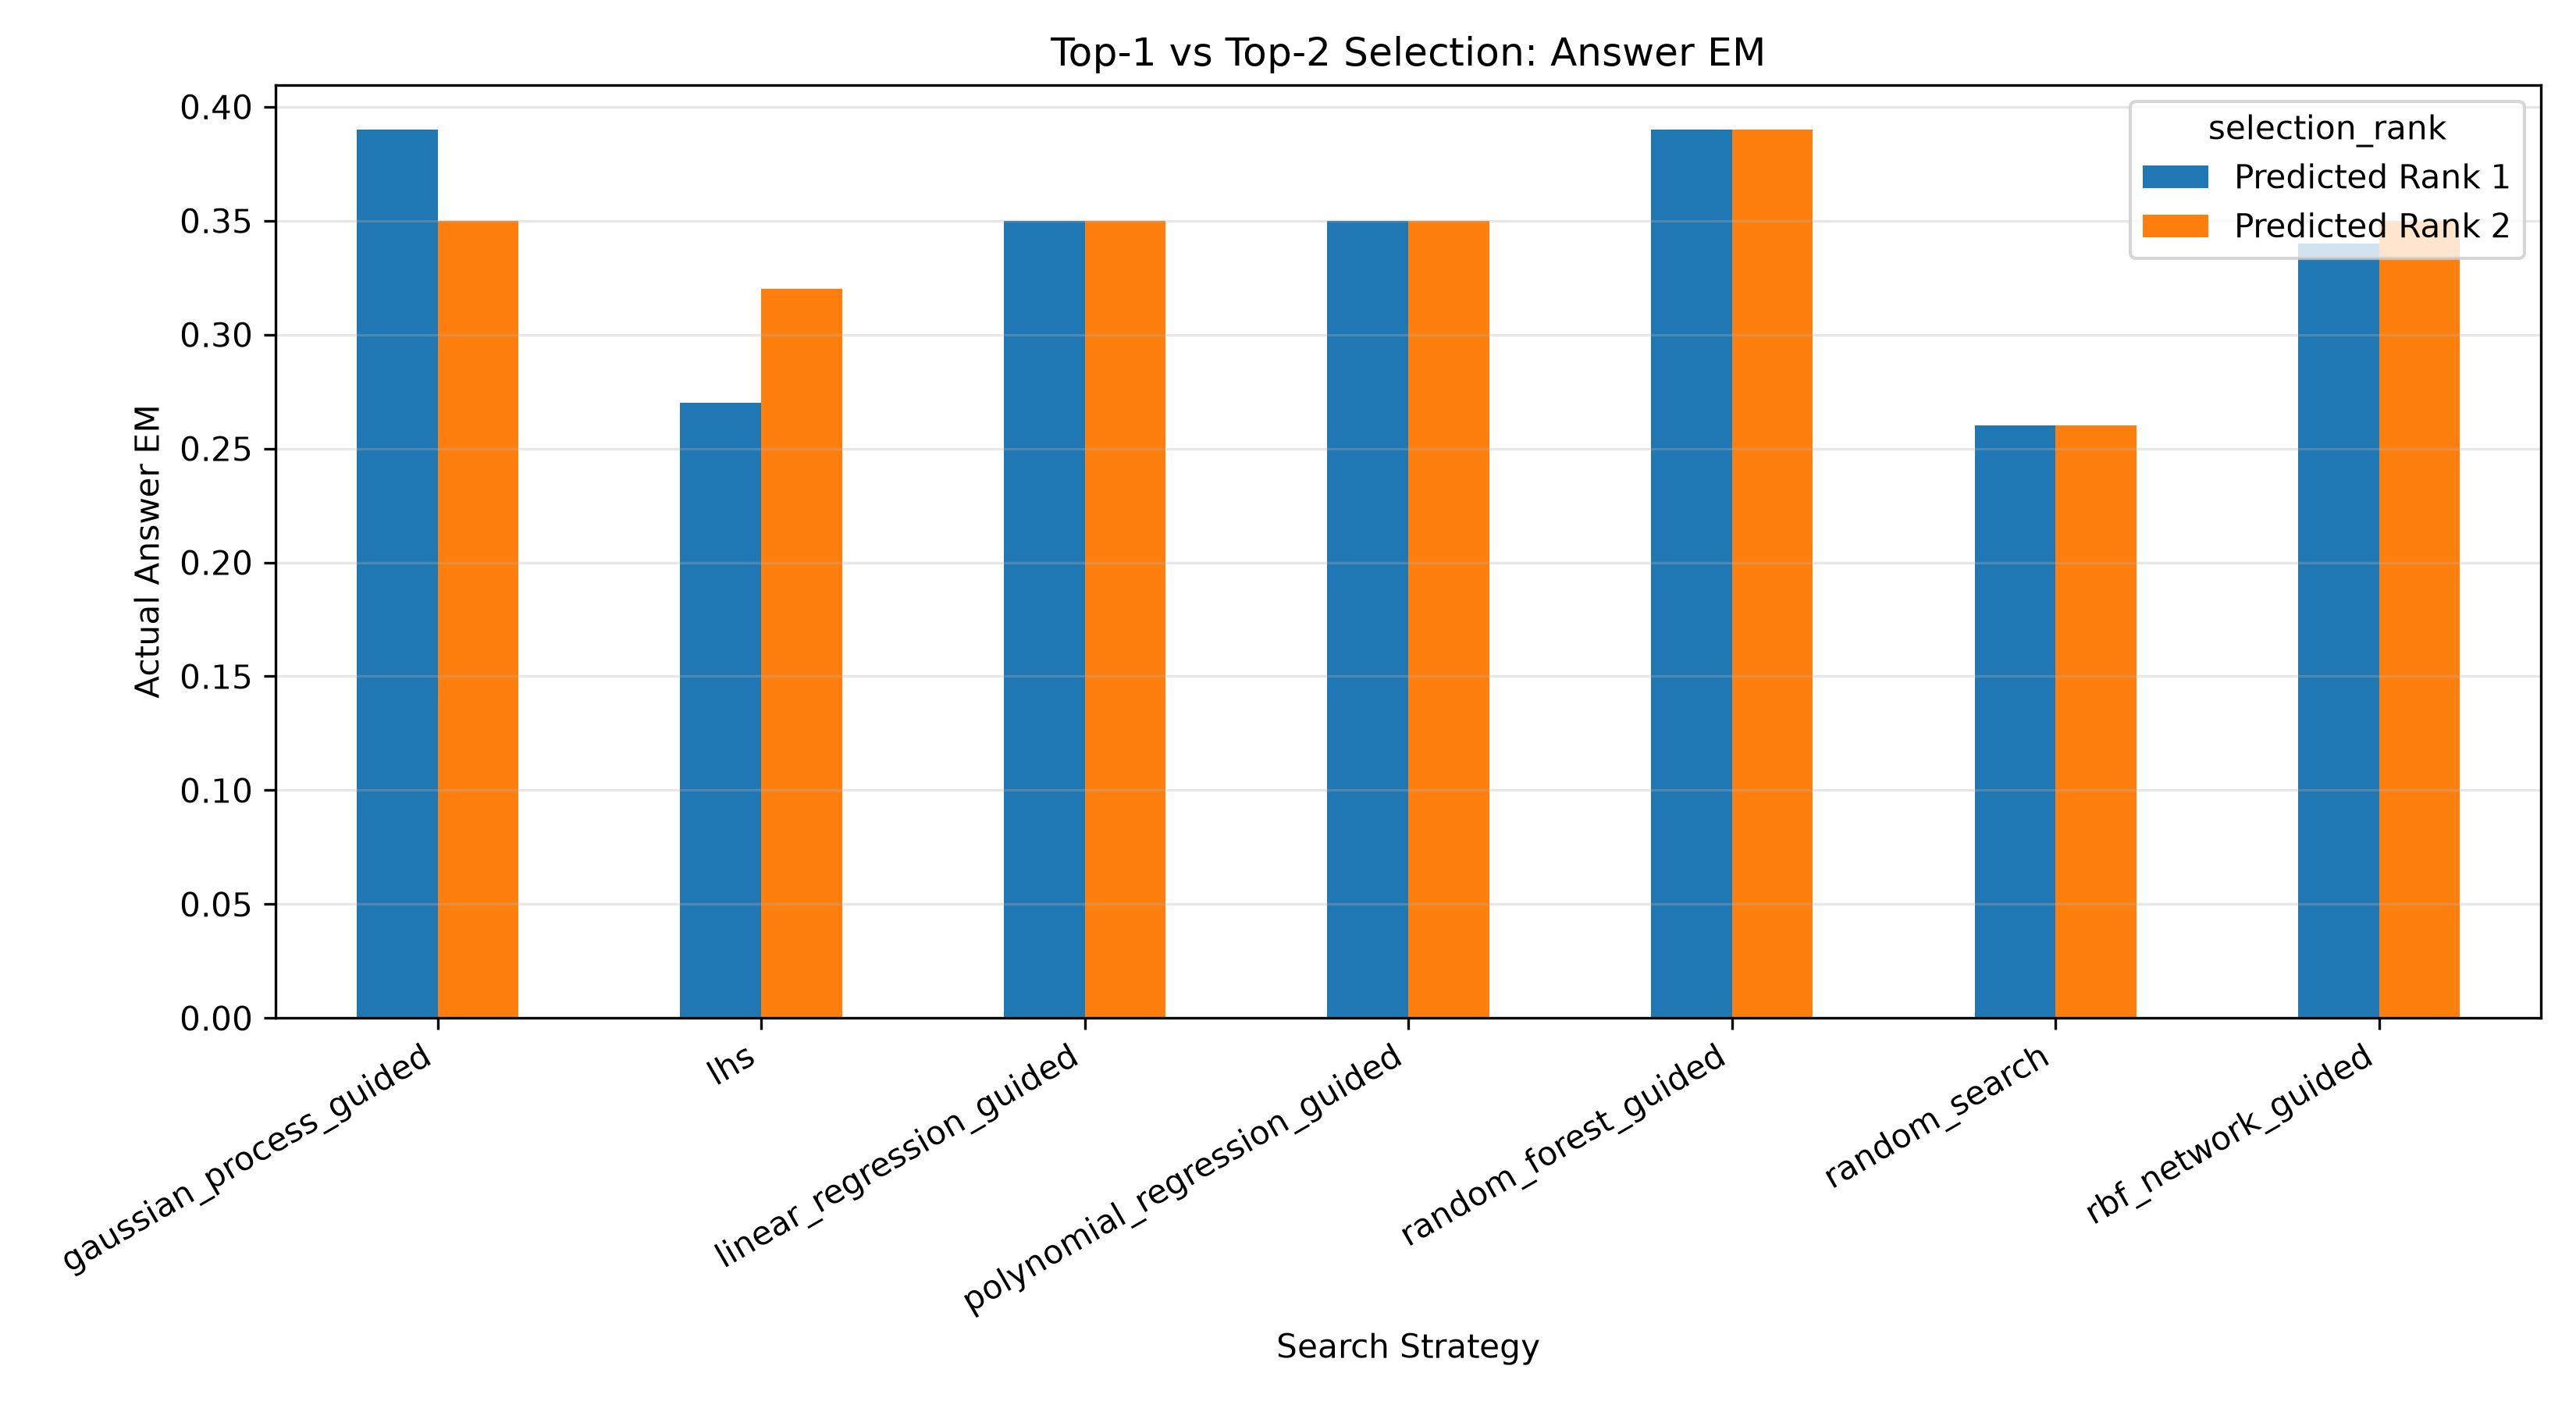 Top-1 vs Top-2 Selection: Answer EM
selection_rank
Predicted Rank 1
Predicted Rank 2
Actual Answer EM
0.40
0.35
0.30
0.25
0.20
0.15
0.10
0.05
0.00
gaussian_process_guided
lhs
linear_regression_guided
polynomial_regression_guided
random_forest_guided
random_search
rbf_network_guided
Search Strategy